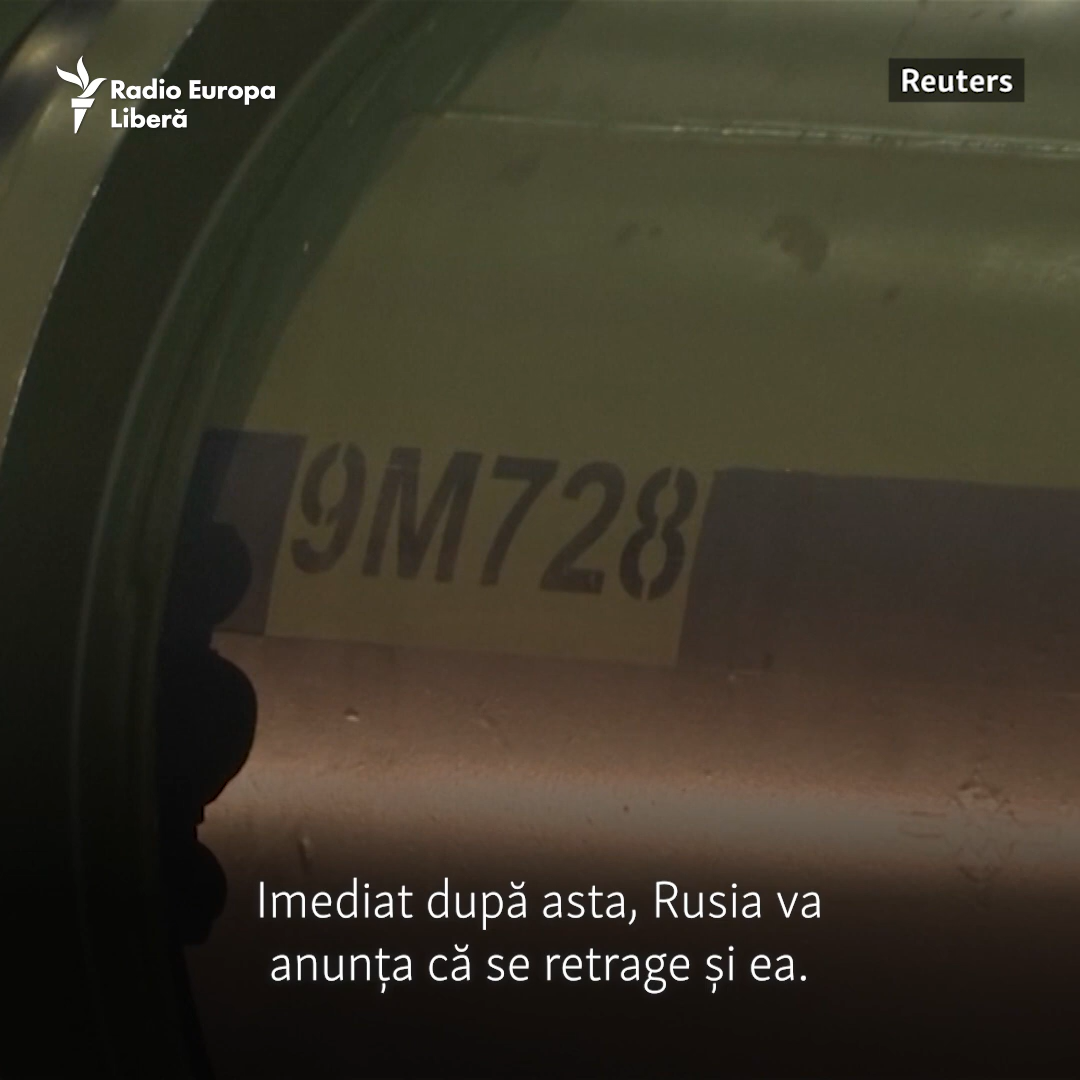 Radio Europa
Liberă
Reuters
9M728
Imediat după asta, Rusia va
anunța că se retrage și ea.